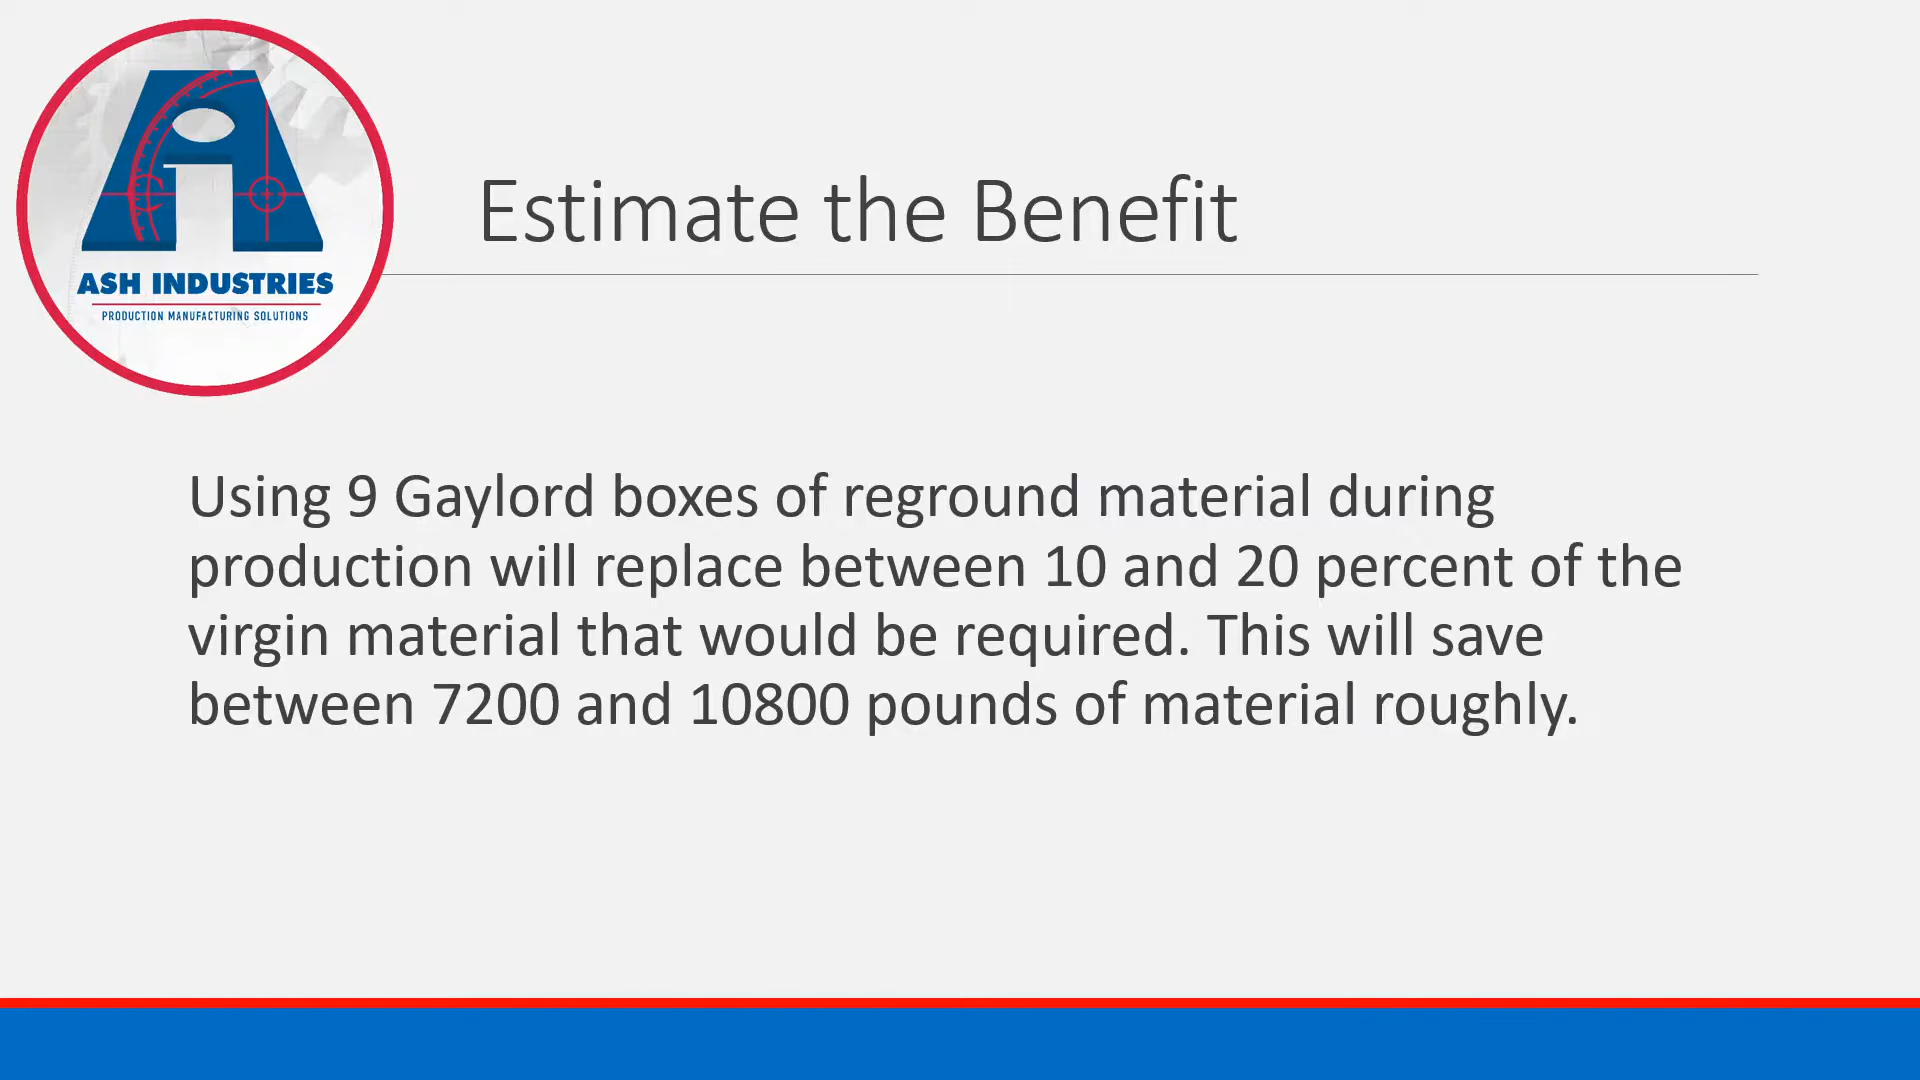 ASH INDUSTRIES
PRODUCTION MANUFACTURING SOLUTIONS
Estimate the Benefit
Using 9 Gaylord boxes of reground material during
production will replace between 10 and 20 percent of the
virgin material that would be required. This will save
between 7200 and 10800 pounds of material roughly.